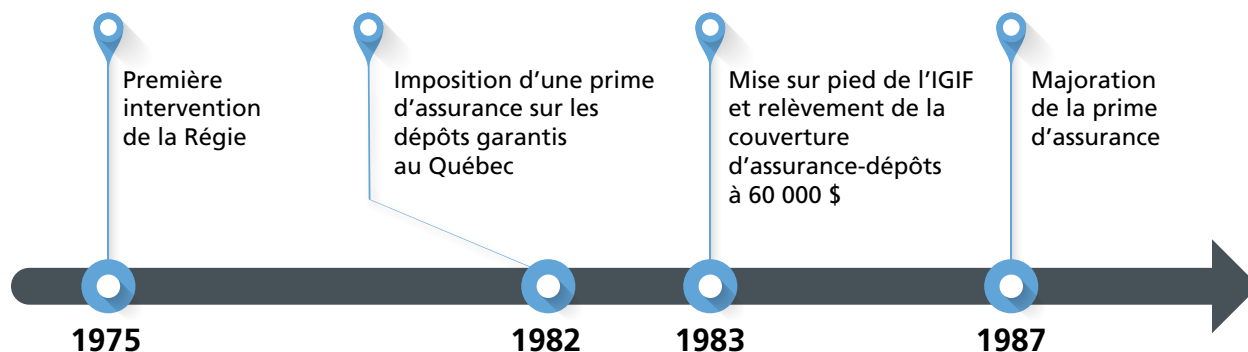 Première
intervention
de la Régie
Imposition d’une prime
d’assurance sur les
dépôts garantis
au Québec
Mise sur pied de l’IGIF
et relèvement de la
couverture
d’assurance-dépôts
à 60 000 $
Majoration
de la prime
d’assurance
1975
1982
1983
1987